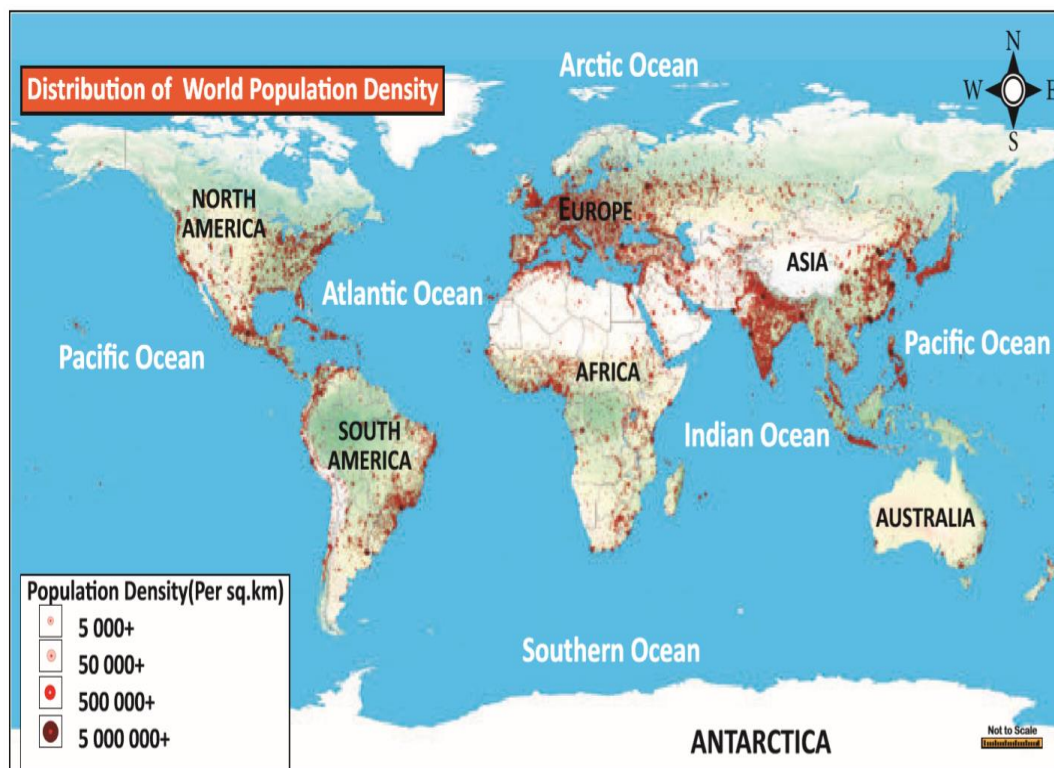 Distribution of World Population Density
Arctic Ocean
N
W
E
S
NORTH
AMERICA
EUROPE
ASIA
Atlantic Ocean
Pacific Ocean
Pacific Ocean
AFRICA
SOUTH
AMERICA
Indian Ocean
AUSTRALIA
Population Density(Per sq.km)
5 000+
50 000+
500 000+
5 000 000+
Southern Ocean
ANTARCTICA
Not to Scale